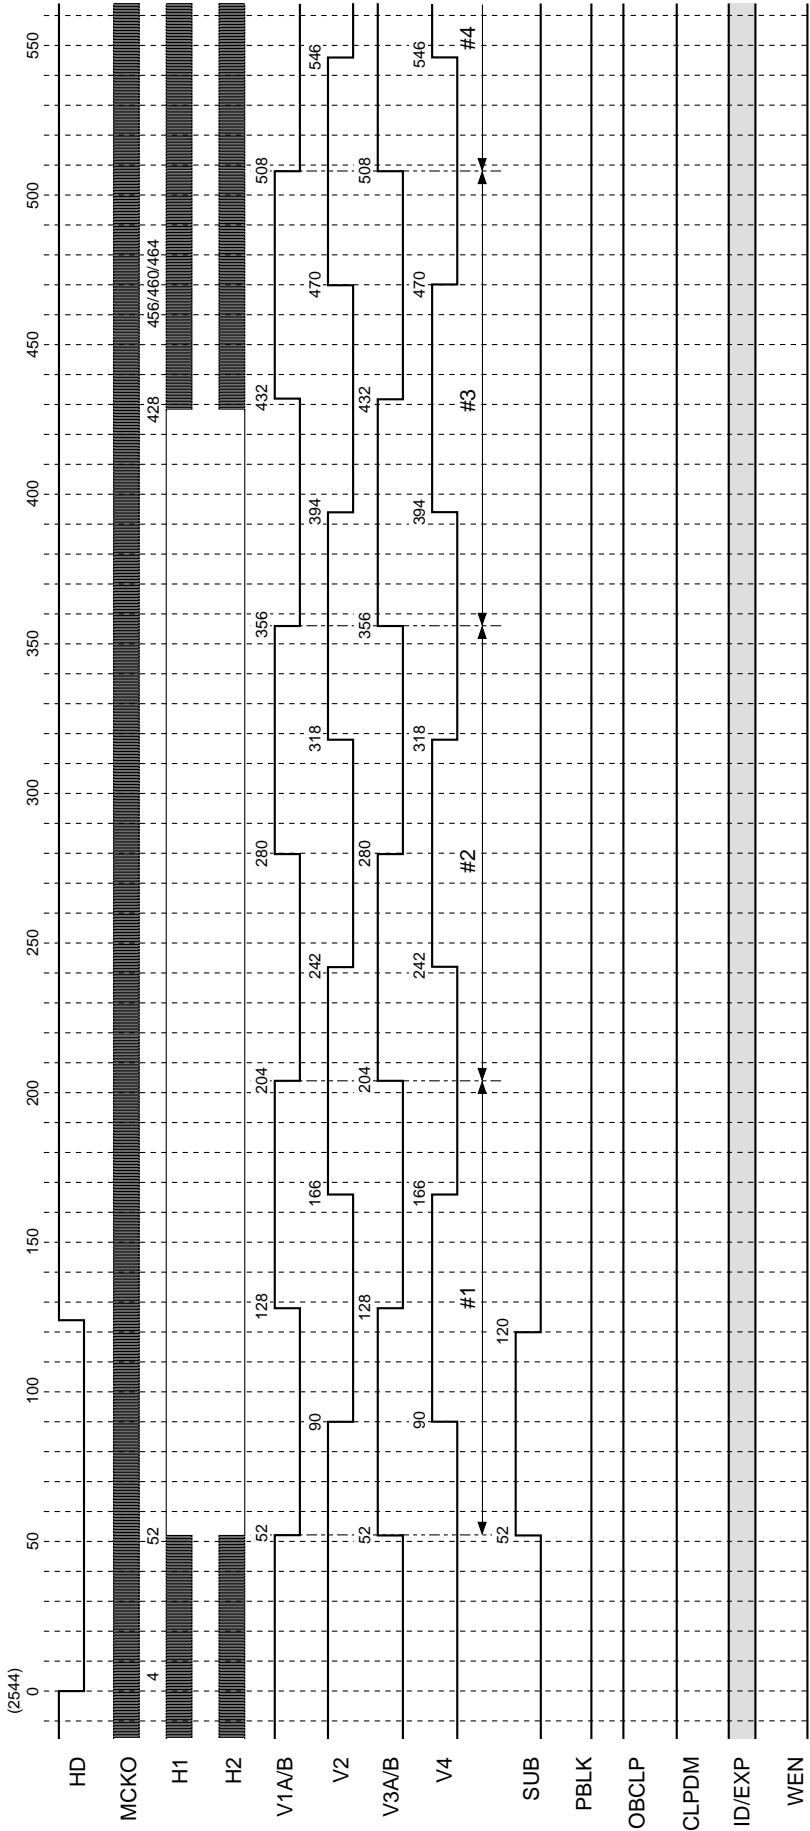 (2544)
0 50 100 150 200 250 300 350 400 450 500 550
HD
MCKO
4 52 428 456/460/464
H1
H2
52 128 204 280 356 432 508
V1A/B
90 166 242 318 394 470 546
V2
52 128 204 280 356 432 508
V3A/B
90 166 242 318 394 470 546
V4
#1 #2 #3 #4
52 120
SUB
PBLK
OBCLP
CLPDM
ID/EXP
WEN